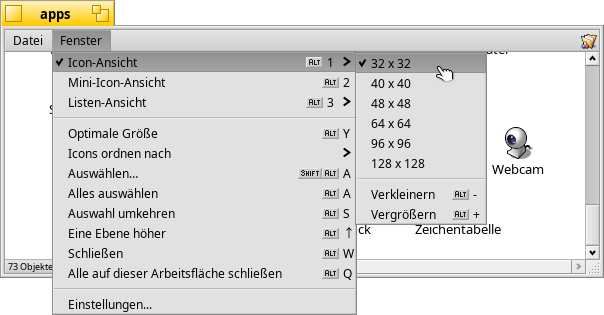 apps
Datei Fenster
Icon-Ansicht ALT 1
Mini-Icon-Ansicht ALT 2
Listen-Ansicht ALT 3
Optimale Größe ALT Y
Icons ordnen nach
Auswählen... SHIFT ALT A
Alles auswählen ALT A
Auswahl umkehren ALT S
Eine Ebene höher ALT ↑
Schließen ALT W
Alle auf dieser Arbeitsfläche schließen ALT Q
Einstellungen...
32 x 32
40 x 40
48 x 48
64 x 64
96 x 96
128 x 128
Verkleinern ALT -
Vergrößern ALT +
Webcam
ck Zeichentabelle
73 Objekte